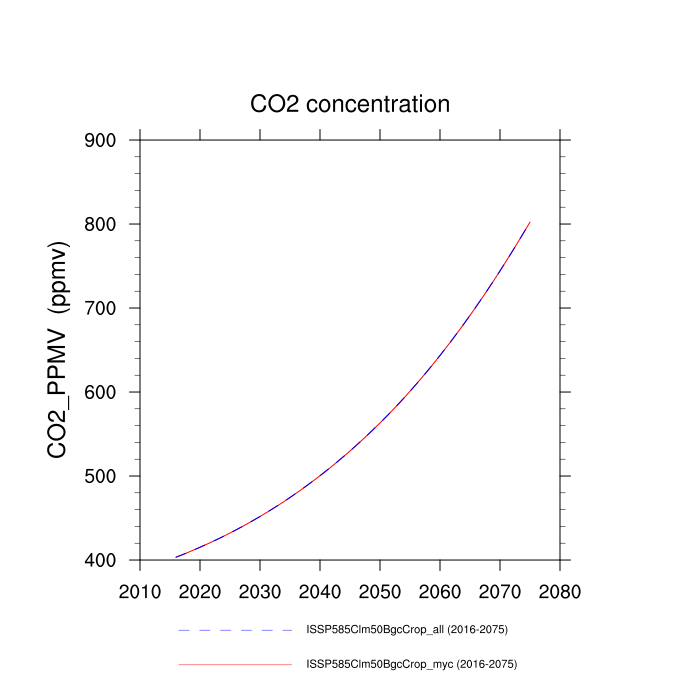 CO2 concentration
900
800
700
600
500
400
CO2_PPMV (ppmv)
2010 2020 2030 2040 2050 2060 2070 2080
ISSP585Clm50BgcCrop_all (2016-2075)
ISSP585Clm50BgcCrop_myc (2016-2075)